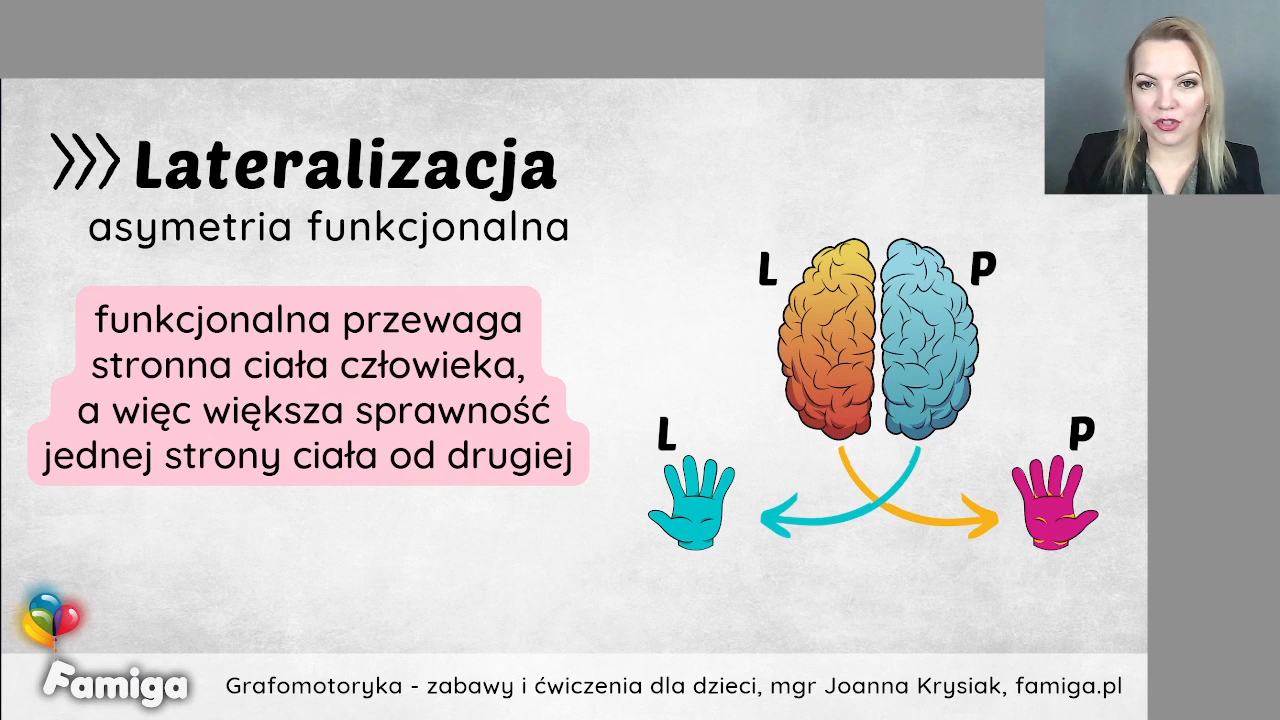 Lateralizacja
asymetria funkcjonalna
funkcjonalna przewaga
stronna ciała człowieka,
a więc większa sprawność
jednej strony ciała od drugiej
L
P
L
P
Famiga
Grafomotoryka - zabawy i ćwiczenia dla dzieci, mgr Joanna Krysiak, famiga.pl